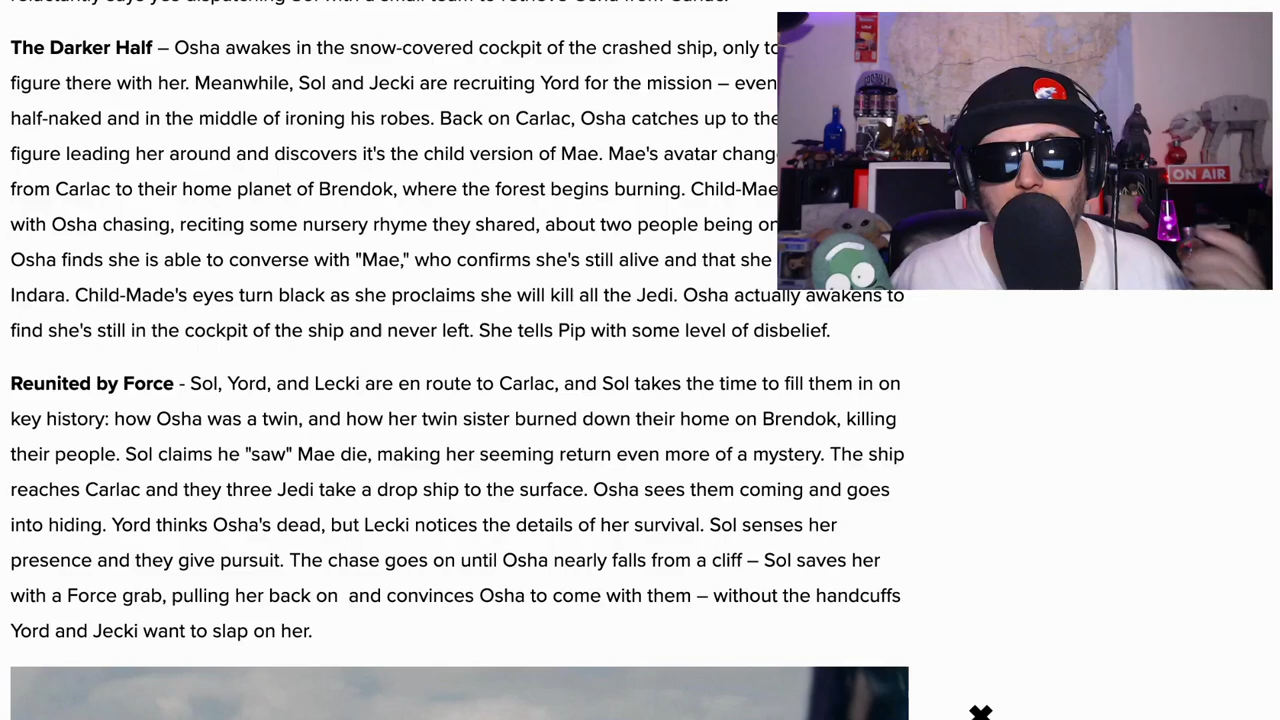 The Darker Half – Osha awakes in the snow-covered cockpit of the crashed ship, only to
figure there with her. Meanwhile, Sol and Jecki are recruiting Yord for the mission – even
half-naked and in the middle of ironing his robes. Back on Carlac, Osha catches up to the
figure leading her around and discovers it's the child version of Mae. Mae's avatar chang
from Carlac to their home planet of Brendok, where the forest begins burning. Child-Mae
with Osha chasing, reciting some nursery rhyme they shared, about two people being on
Osha finds she is able to converse with "Mae," who confirms she's still alive and that she
Indara. Child-Made's eyes turn black as she proclaims she will kill all the Jedi. Osha actually awakens to
find she's still in the cockpit of the ship and never left. She tells Pip with some level of disbelief.
Reunited by Force - Sol, Yord, and Lecki are en route to Carlac, and Sol takes the time to fill them in on
key history: how Osha was a twin, and how her twin sister burned down their home on Brendok, killing
their people. Sol claims he "saw" Mae die, making her seeming return even more of a mystery. The ship
reaches Carlac and they three Jedi take a drop ship to the surface. Osha sees them coming and goes
into hiding. Yord thinks Osha's dead, but Lecki notices the details of her survival. Sol senses her
presence and they give pursuit. The chase goes on until Osha nearly falls from a cliff – Sol saves her
with a Force grab, pulling her back on and convinces Osha to come with them – without the handcuffs
Yord and Jecki want to slap on her.
ON AIR